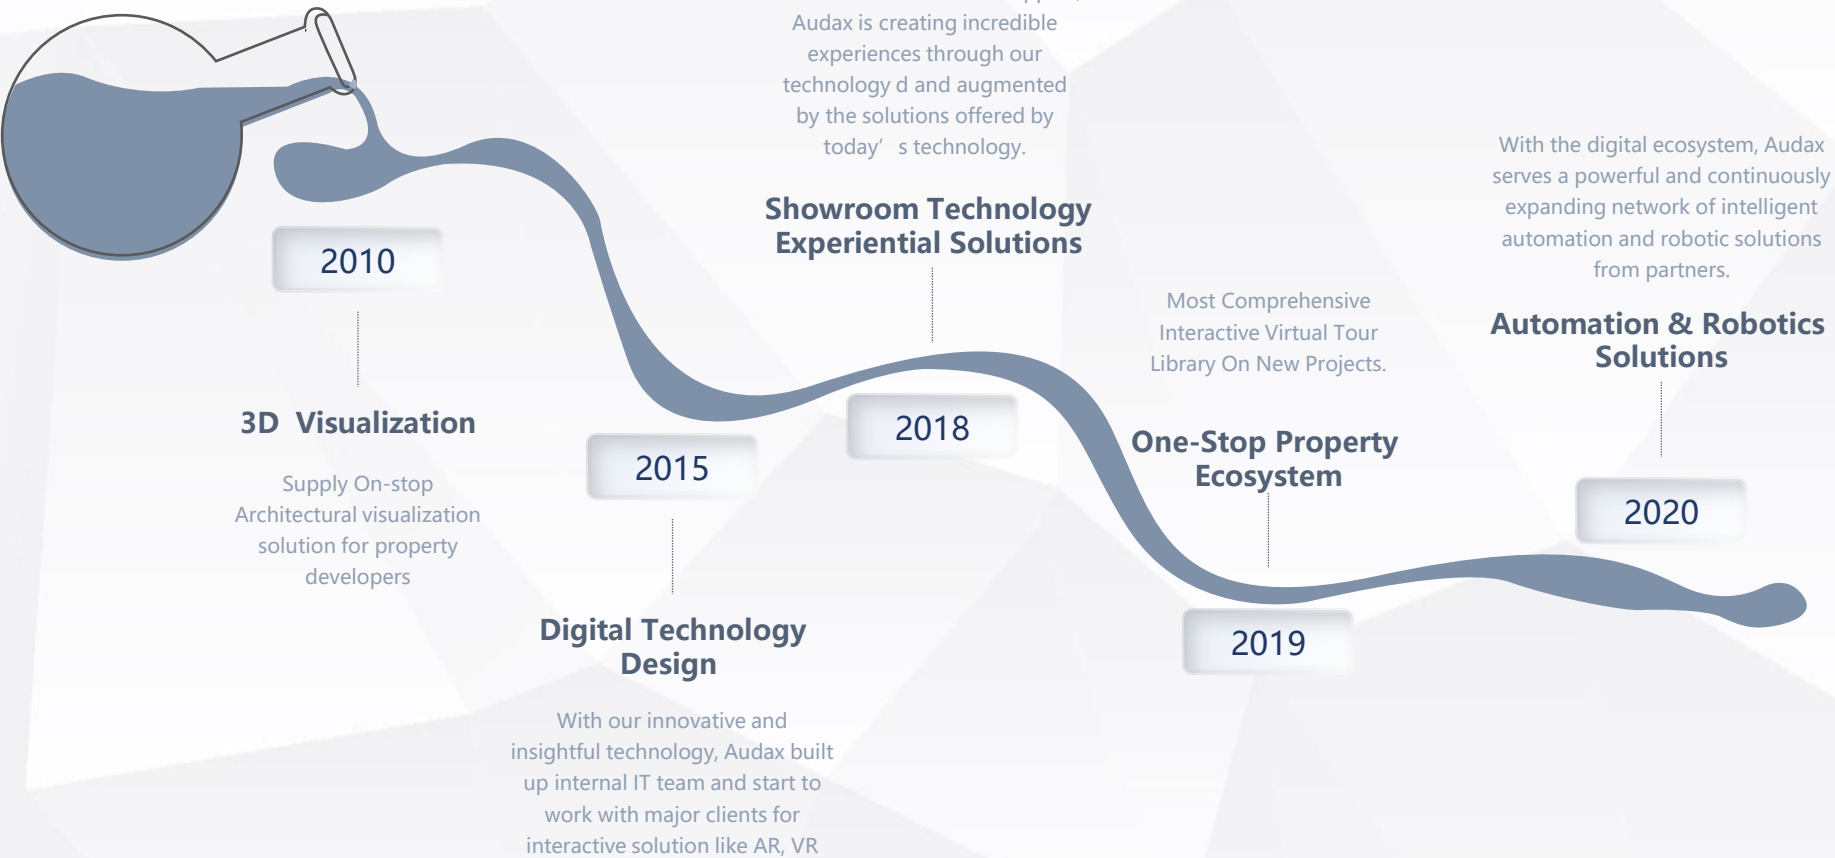 2010
3D  Visualization
Supply On-stop
Architectural visualization
solution for property
developers
2015
Digital Technology
Design
With our innovative and
insightful technology, Audax built
up internal IT team and start to
work with major clients for
interactive solution like AR, VR
Audax is creating incredible
experiences through our
technology d and augmented
by the solutions offered by
today’ s technology.
Showroom Technology
Experiential Solutions
2018
Most Comprehensive
Interactive Virtual Tour
Library On New Projects.
One-Stop Property
Ecosystem
2019
With the digital ecosystem, Audax
serves a powerful and continuously
expanding network of intelligent
automation and robotic solutions
from partners.
Automation & Robotics
Solutions
2020